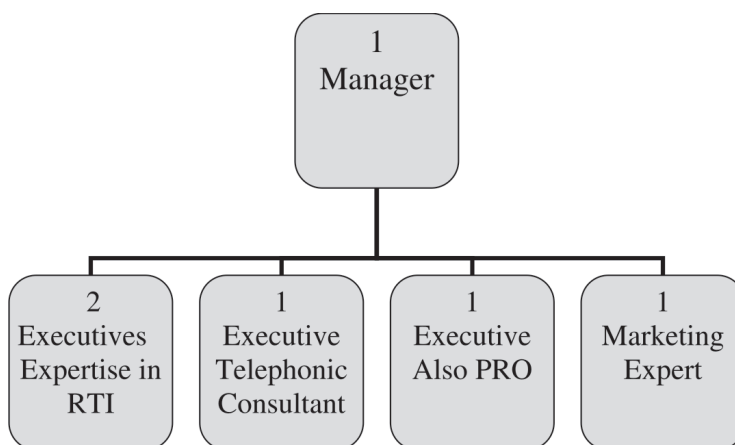 1
Manager
2
Executives
Expertise in
RTI
1
Executive
Telephonic
Consultant
1
Executive
Also PRO
1
Marketing
Expert